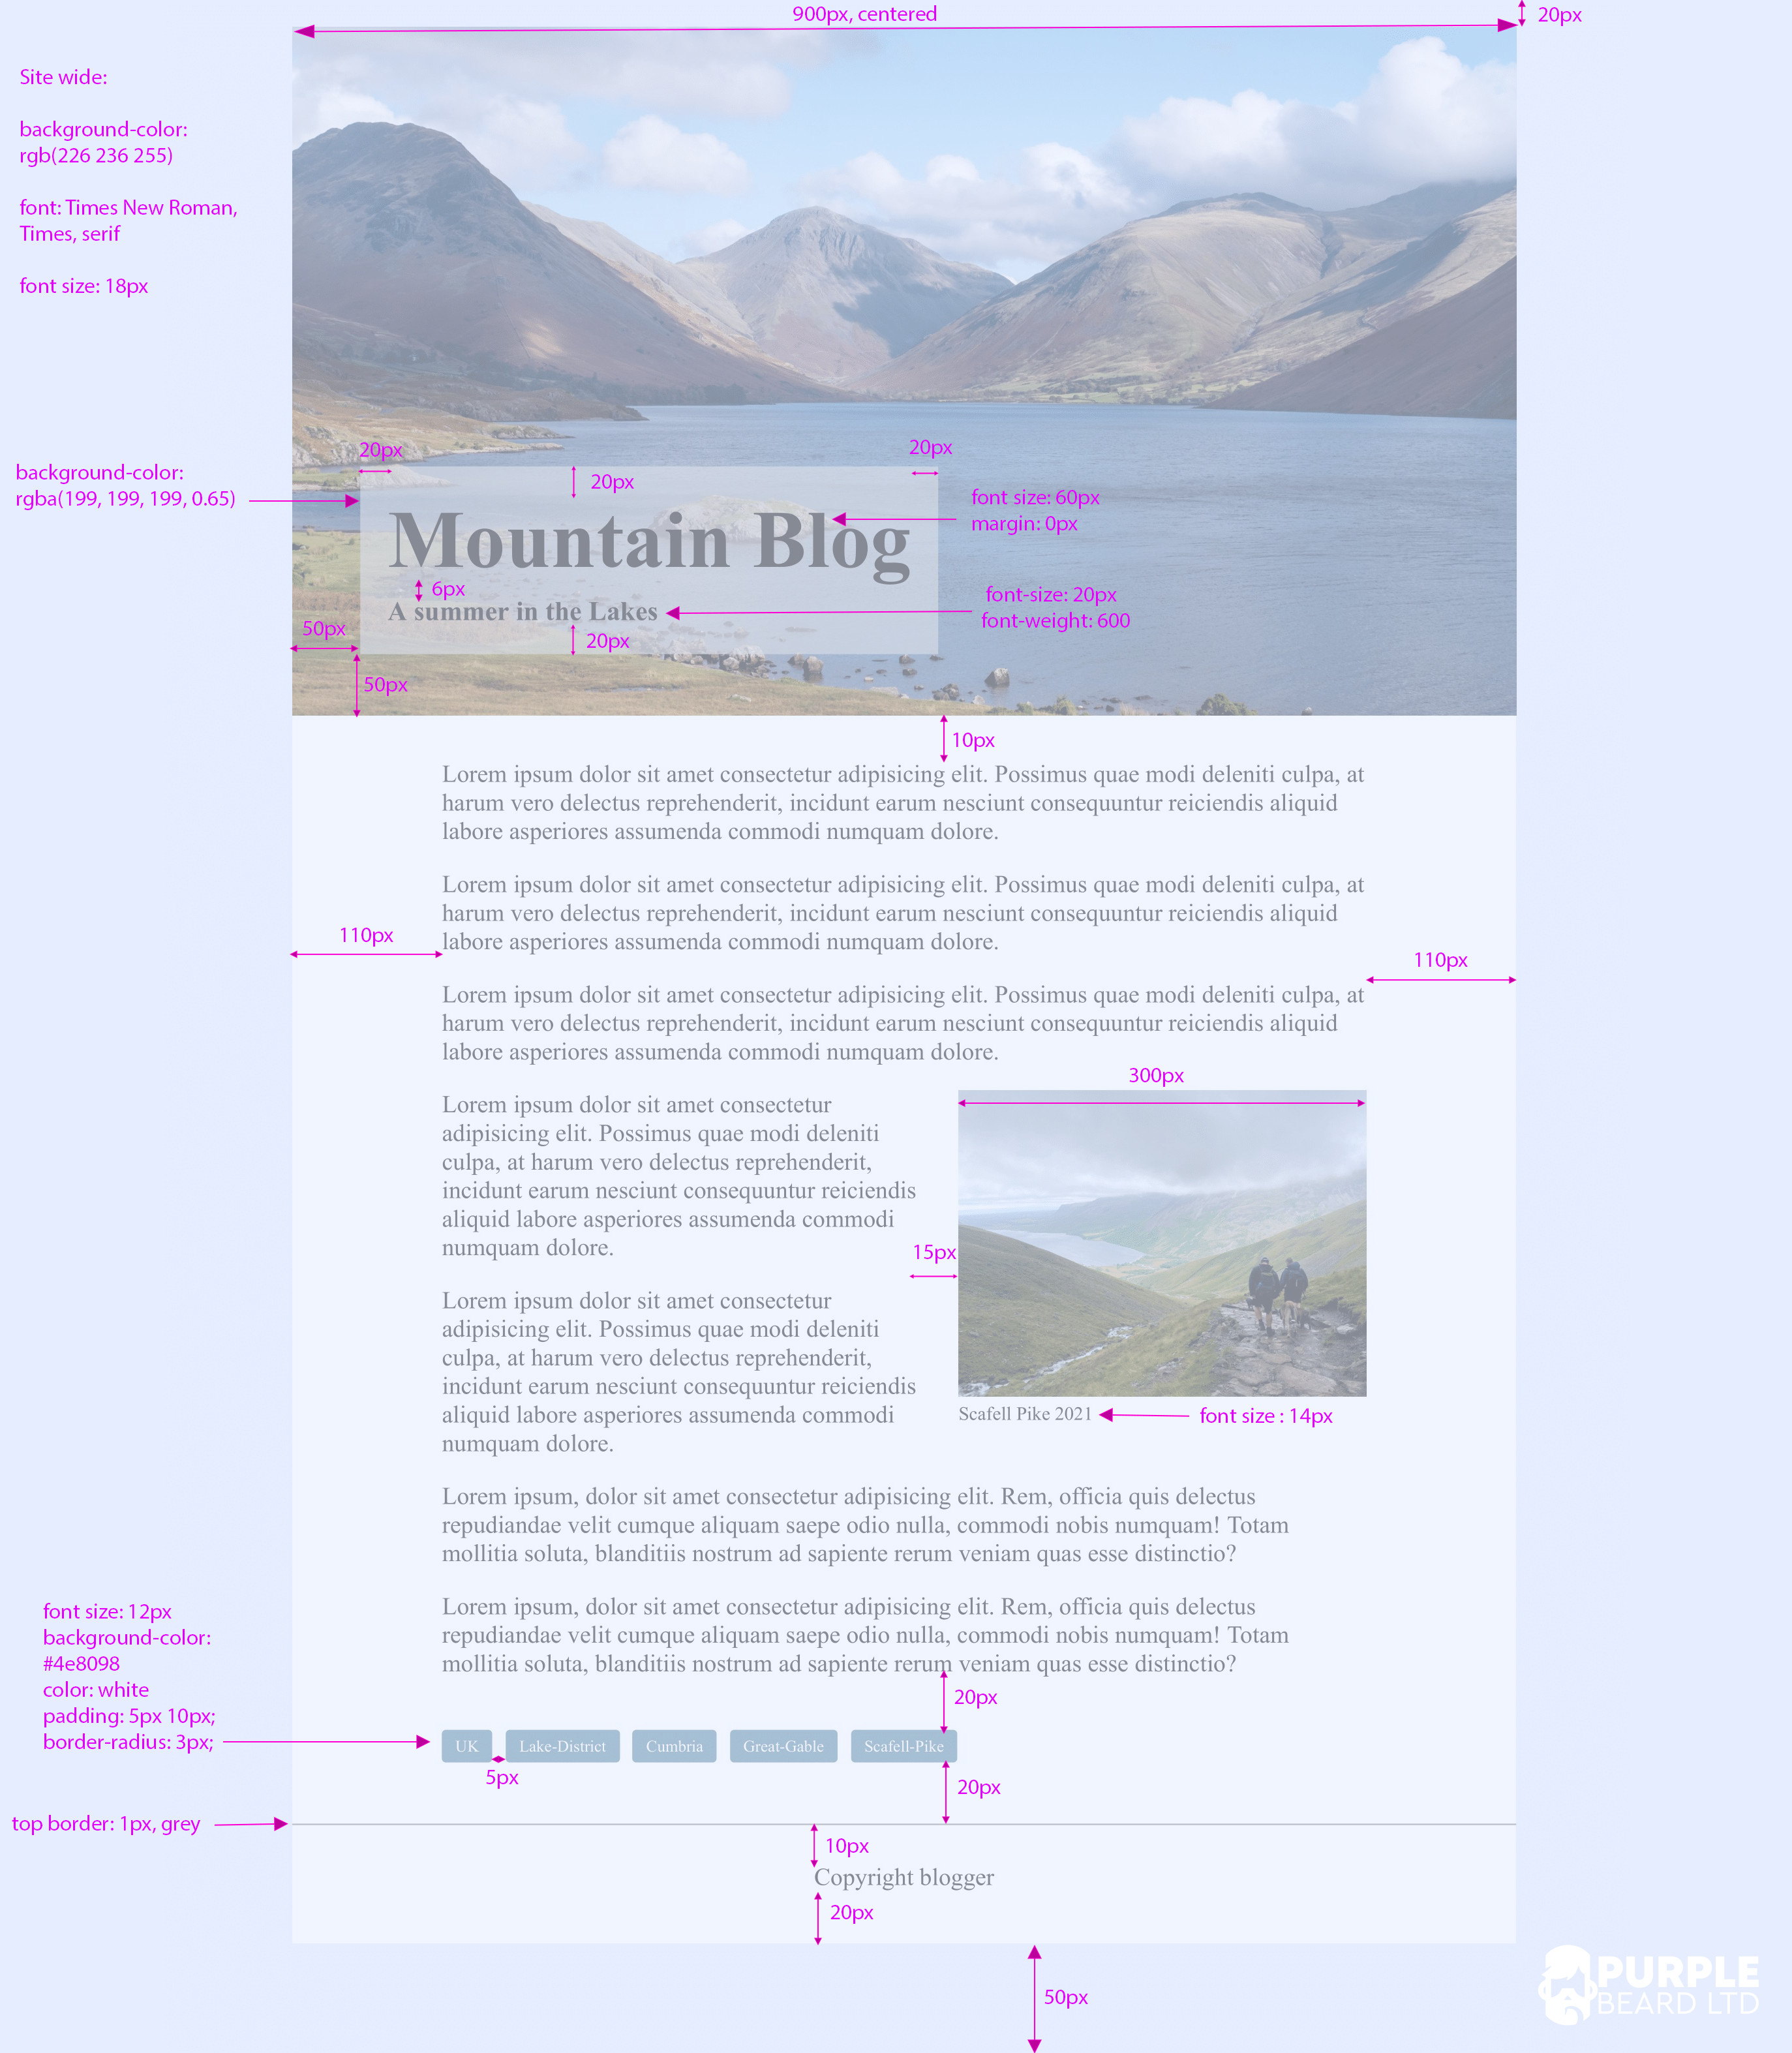 900px, centered
20px
Site wide:
background-color:
rgb(226 236 255)
font: Times New Roman,
Times, serif
font size: 18px
background-color:
rgba(199, 199, 199, 0.65)
20px
20px
20px
Mountain Blog
font size: 60px
margin: 0px
6px
A summer in the Lakes
font-size: 20px
font-weight: 600
50px
20px
50px
10px
Lorem ipsum dolor sit amet consectetur adipisicing elit. Possimus quae modi deleniti culpa, at
harum vero delectus reprehenderit, incidunt earum nesciunt consequuntur reiciendis aliquid
labore asperiores assumenda commodi numquam dolore.
Lorem ipsum dolor sit amet consectetur adipisicing elit. Possimus quae modi deleniti culpa, at
harum vero delectus reprehenderit, incidunt earum nesciunt consequuntur reiciendis aliquid
labore asperiores assumenda commodi numquam dolore.
110px
110px
Lorem ipsum dolor sit amet consectetur adipisicing elit. Possimus quae modi deleniti culpa, at
harum vero delectus reprehenderit, incidunt earum nesciunt consequuntur reiciendis aliquid
labore asperiores assumenda commodi numquam dolore.
300px
Lorem ipsum dolor sit amet consectetur
adipisicing elit. Possimus quae modi deleniti
culpa, at harum vero delectus reprehenderit,
incidunt earum nesciunt consequuntur reiciendis
aliquid labore asperiores assumenda commodi
numquam dolore.
15px
Lorem ipsum dolor sit amet consectetur
adipisicing elit. Possimus quae modi deleniti
culpa, at harum vero delectus reprehenderit,
incidunt earum nesciunt consequuntur reiciendis
aliquid labore asperiores assumenda commodi
numquam dolore.
Scafell Pike 2021
font size : 14px
Lorem ipsum, dolor sit amet consectetur adipisicing elit. Rem, officia quis delectus
repudiandae velit cumque aliquam saepe odio nulla, commodi nobis numquam! Totam
mollitia soluta, blanditiis nostrum ad sapiente rerum veniam quas esse distinctio?
Lorem ipsum, dolor sit amet consectetur adipisicing elit. Rem, officia quis delectus
repudiandae velit cumque aliquam saepe odio nulla, commodi nobis numquam! Totam
mollitia soluta, blanditiis nostrum ad sapiente rerum veniam quas esse distinctio?
font size: 12px
background-color:
#4e8098
color: white
padding: 5px 10px;
border-radius: 3px;
20px
UK Lake-District Cumbria Great-Gable Scafell-Pike
5px
20px
top border: 1px, grey
10px
Copyright blogger
20px
50px
PURPLE
BEARD LTD